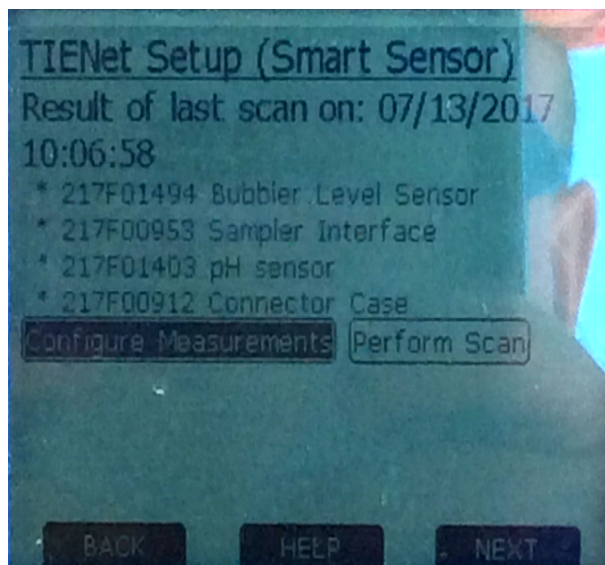 TIENet Setup (Smart Sensor)
Result of last scan on: 07/13/2017
10:06:58
* 217F01494 Bubbler Level Sensor
* 217F00953 Sampler Interface
* 217F01403 pH sensor
* 217F00912 Connector Case
Configure Measurements Perform Scan
BACK HELP NEXT